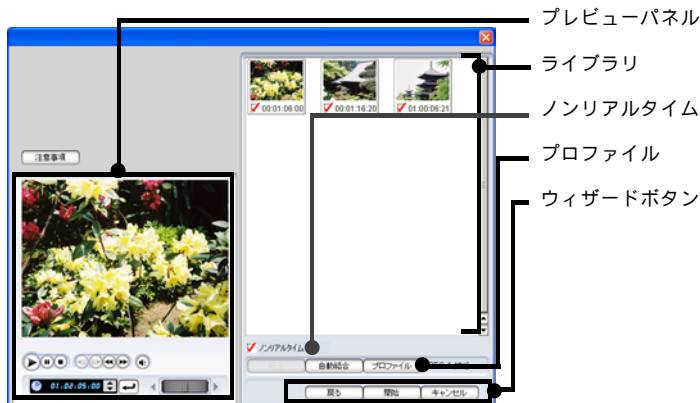 プレビューパネル
ライブラリ
ノンリアルタイム
プロファイル
ウィザードボタン
00:01:06:00
00:01:16:20
01:00:06:21
注意事項
ノンリアルタイム
自動結合
プロファイル
01.02.05.00
戻る
開始
キャンセル